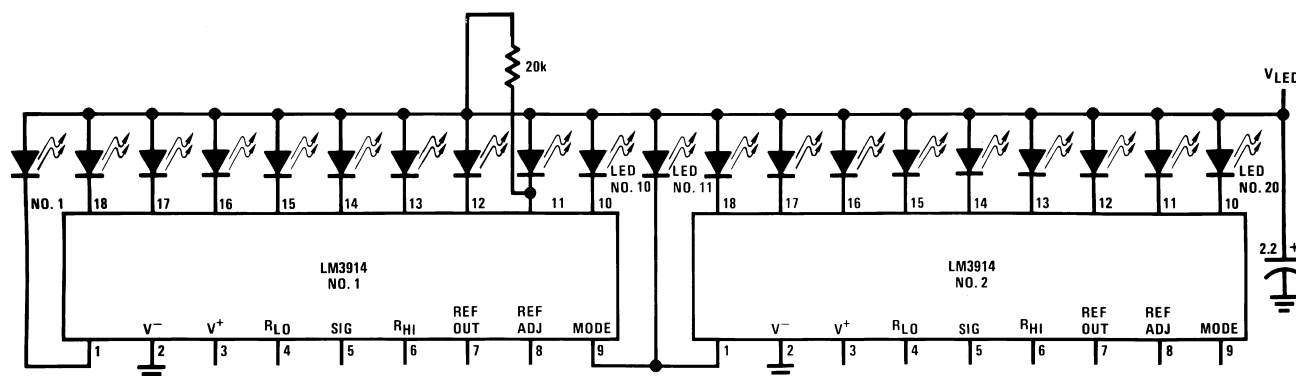 20k
VLED
LED NO. 10
LED NO. 11
LED NO. 20
NO. 1 18 17 16 15 14 13 12 11 10 18 17 16 15 14 13 12 11 10
2.2 +
LM3914
NO. 1
LM3914
NO. 2
V− V+ RLO SIG RHI REF OUT REF ADJ MODE
V− V+ RLO SIG RHI REF OUT REF ADJ MODE
1 2 3 4 5 6 7 8 9
1 2 3 4 5 6 7 8 9